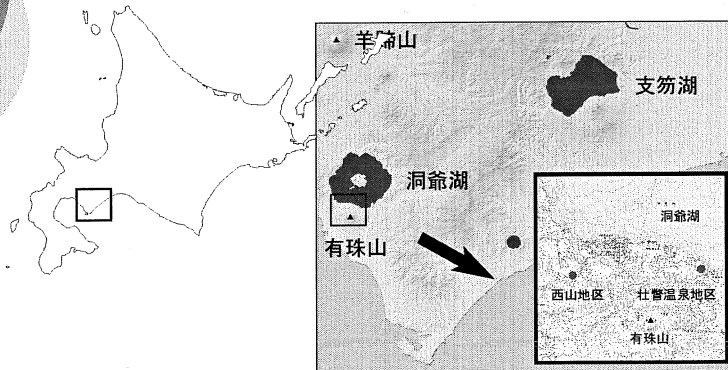 羊蹄山
支笏湖
洞爺湖
有珠山
洞爺湖
西山地区
壮瞥温泉地区
有珠山